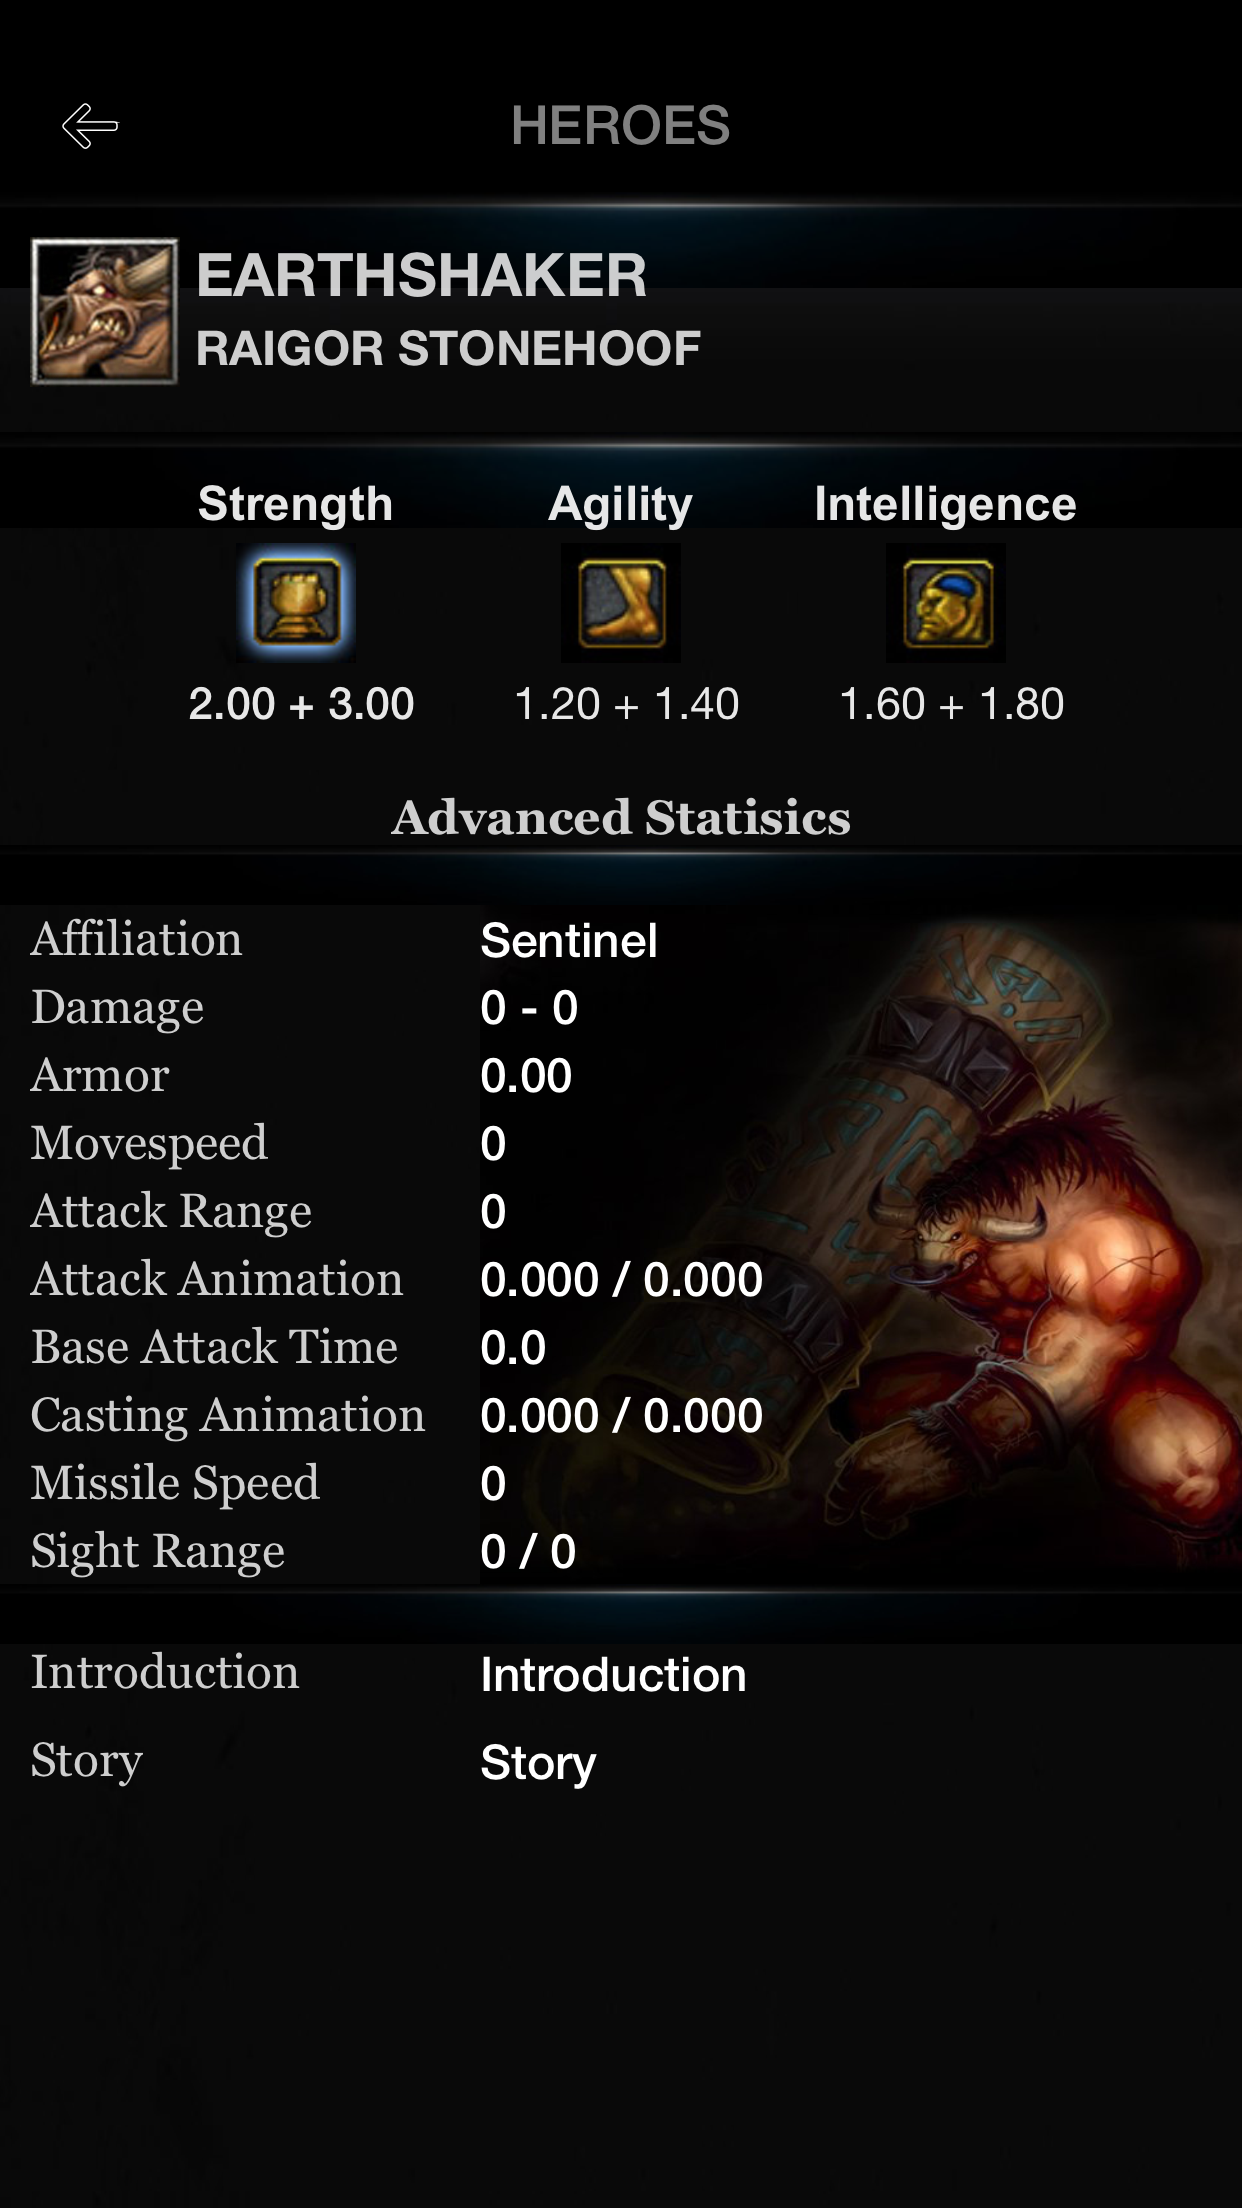 HEROES
EARTHSHAKER
RAIGOR STONEHOOF
Strength Agility Intelligence
2.00 + 3.00 1.20 + 1.40 1.60 + 1.80
Advanced Statisics
Affiliation Sentinel
Damage 0 - 0
Armor 0.00
Movespeed 0
Attack Range 0
Attack Animation 0.000 / 0.000
Base Attack Time 0.0
Casting Animation 0.000 / 0.000
Missile Speed 0
Sight Range 0 / 0
Introduction Introduction
Story Story